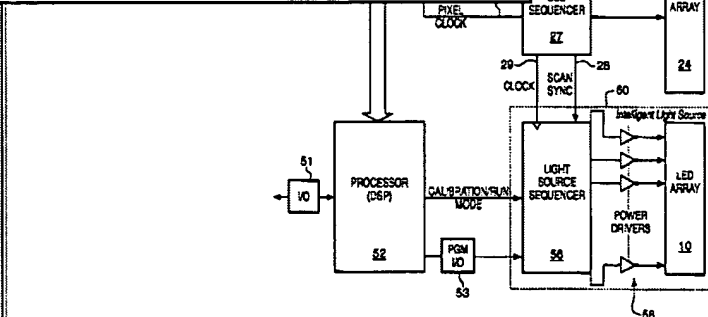 PIXEL
CLOCK
SEQUENCER
27
ARRAY
24
29
28
CLOCK
SCAN
SYNC
60
Intelligent Light Source
51
I/O
PROCESSOR
(DSP)
52
CALIBRATION/RUN
MODE
PGM
I/O
53
LIGHT
SOURCE
SEQUENCER
56
POWER
DRIVERS
58
LED
ARRAY
10